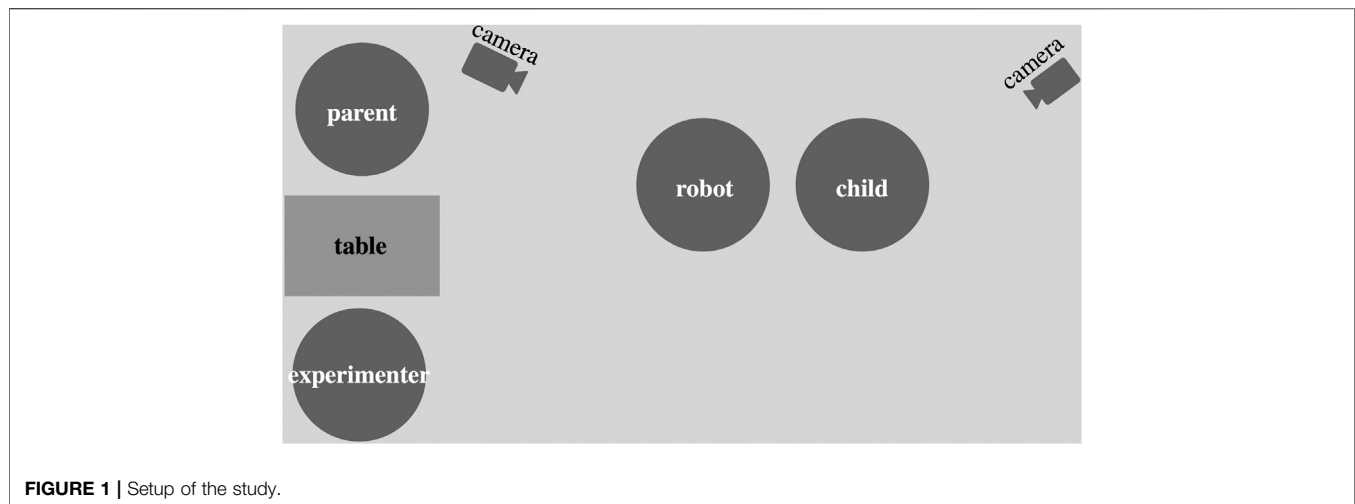 camera
camera
parent
robot
child
table
experimenter
FIGURE 1 | Setup of the study.